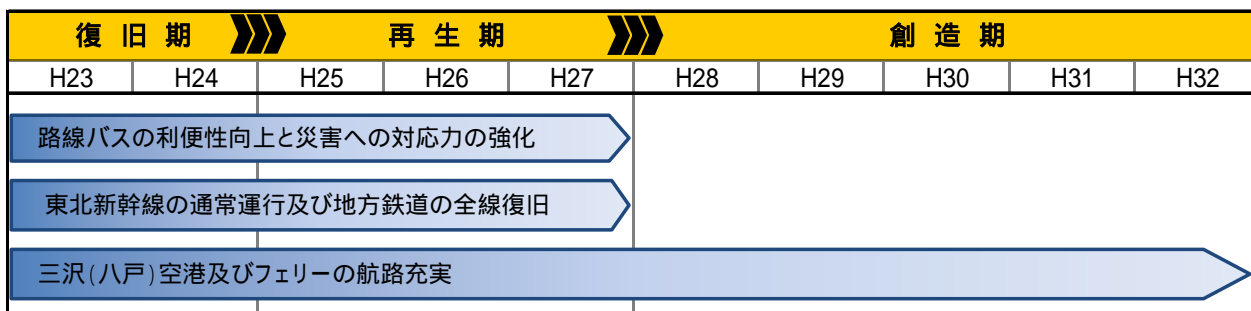 復旧期 再生期 創造期
H23 H24 H25 H26 H27 H28 H29 H30 H31 H32
路線バスの利便性向上と災害への対応力の強化
東北新幹線の通常運行及び地方鉄道の全線復旧
三沢(八戸)空港及びフェリーの航路充実